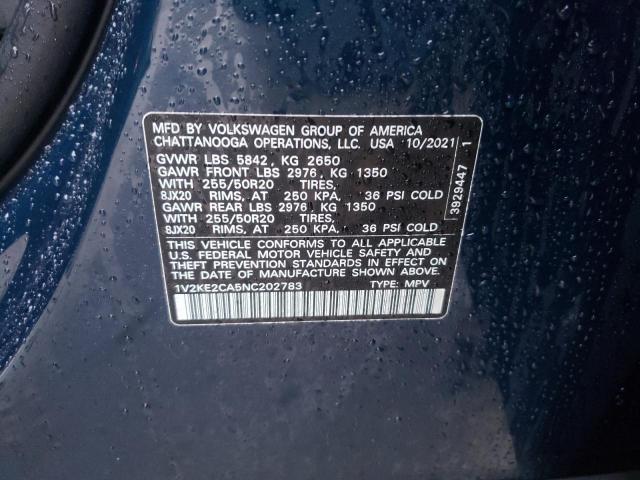 MFD BY VOLKSWAGEN GROUP OF AMERICA
CHATTANOOGA OPERATIONS, LLC. USA 10/2021
GVWR LBS 5842, KG 2650
GAWR FRONT LBS 2976, KG 1350
WITH 255/50R20 TIRES,
8JX20 RIMS, AT 250 KPA, 36 PSI COLD
GAWR REAR LBS 2976, KG 1350
WITH 255/50R20 TIRES,
8JX20 RIMS, AT 250 KPA, 36 PSI COLD
THIS VEHICLE CONFORMS TO ALL APPLICABLE
U.S. FEDERAL MOTOR VEHICLE SAFETY AND
THEFT PREVENTION STANDARDS IN EFFECT ON
THE DATE OF MANUFACTURE SHOWN ABOVE.
1V2KE2CA5NC202783 TYPE: MPV
3929447 1